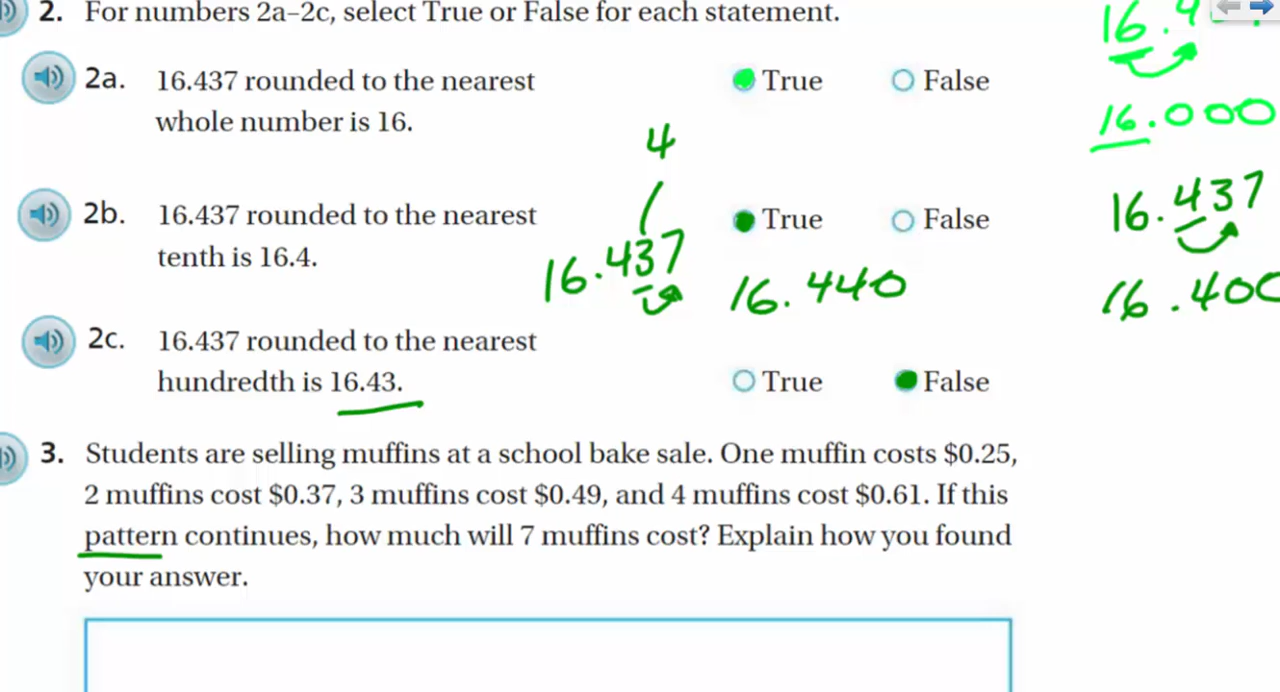 2. For numbers 2a–2c, select True or False for each statement.
2a. 16.437 rounded to the nearest
whole number is 16.
True False
2b. 16.437 rounded to the nearest
tenth is 16.4.
True False
2c. 16.437 rounded to the nearest
hundredth is 16.43.
True False
4
16.437
16.440
16.4
16.000
16.437
16.400
3. Students are selling muffins at a school bake sale. One muffin costs $0.25,
2 muffins cost $0.37, 3 muffins cost $0.49, and 4 muffins cost $0.61. If this
pattern continues, how much will 7 muffins cost? Explain how you found
your answer.